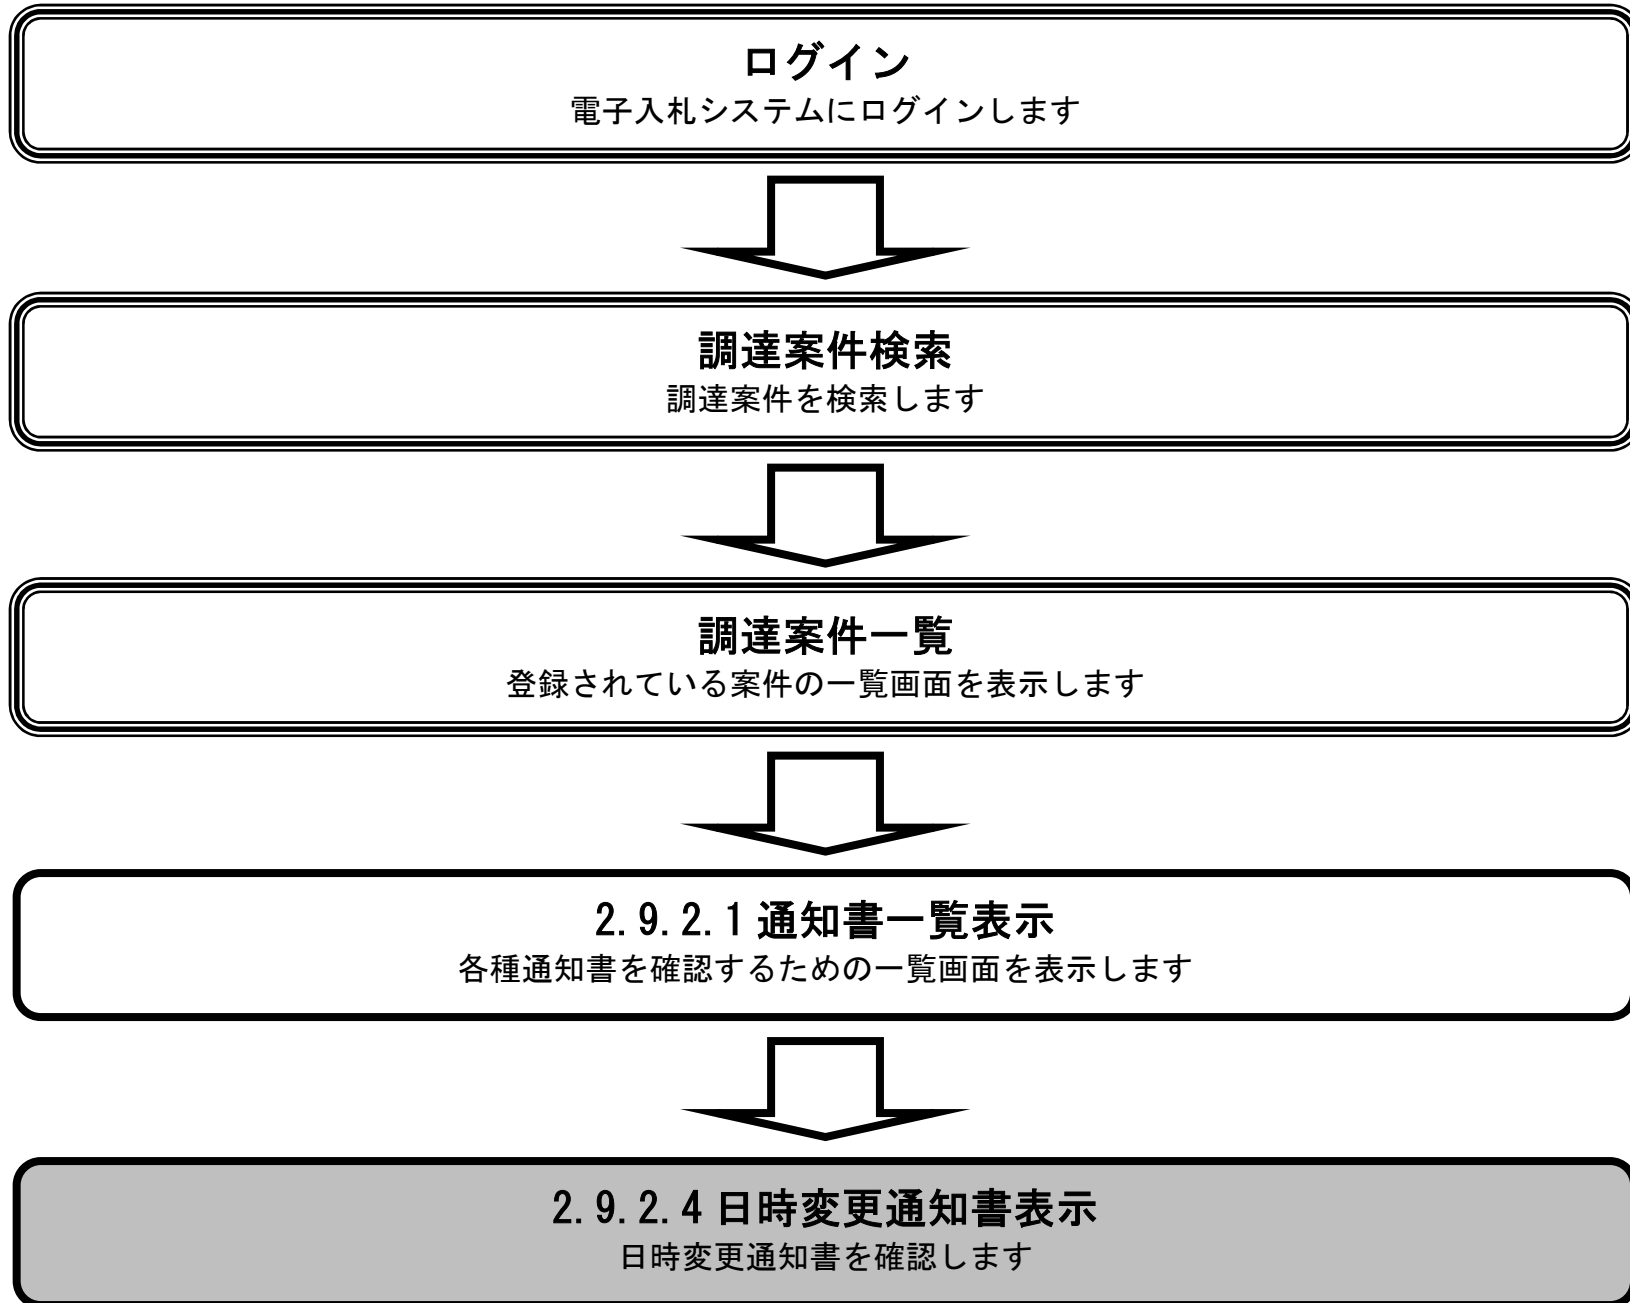 ログイン
電子入札システムにログインします
調達案件検索
調達案件を検索します
調達案件一覧
登録されている案件の一覧画面を表示します
2.9.2.1 通知書一覧表示
各種通知書を確認するための一覧画面を表示します
2.9.2.4 日時変更通知書表示
日時変更通知書を確認します